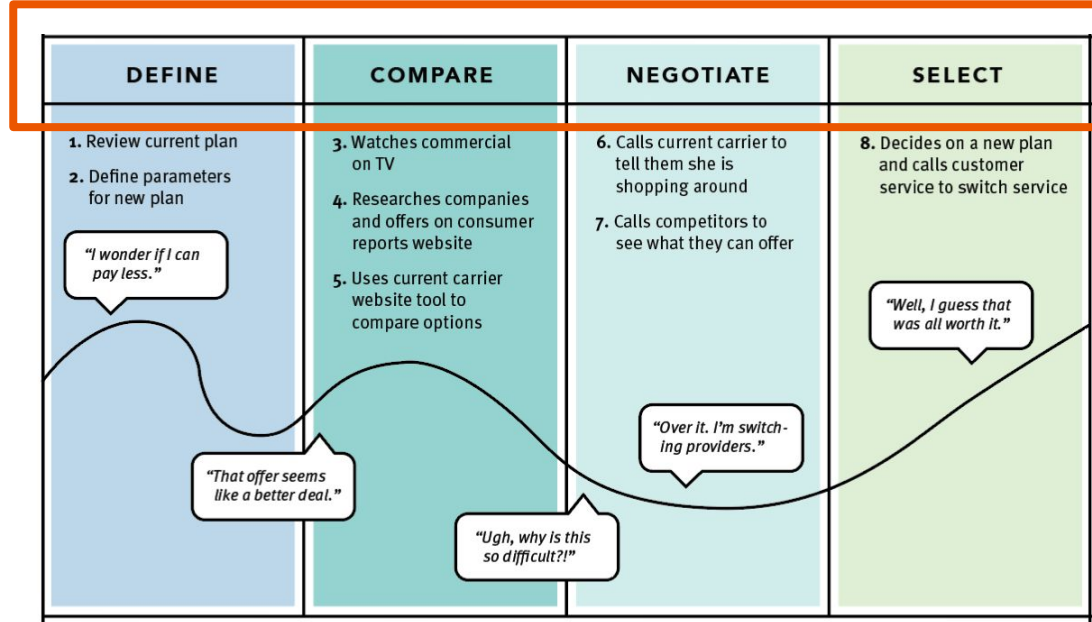 DEFINE
COMPARE
NEGOTIATE
SELECT
1. Review current plan
2. Define parameters
for new plan
3. Watches commercial
on TV
4. Researches companies
and offers on consumer
reports website
5. Uses current carrier
website tool to
compare options
6. Calls current carrier to
tell them she is
shopping around
7. Calls competitors to
see what they can offer
8. Decides on a new plan
and calls customer
service to switch service
“I wonder if I can
pay less.”
“That offer seems
like a better deal.”
“Ugh, why is this
so difficult?!”
“Over it. I’m switch-
ing providers.”
“Well, I guess that
was all worth it.”